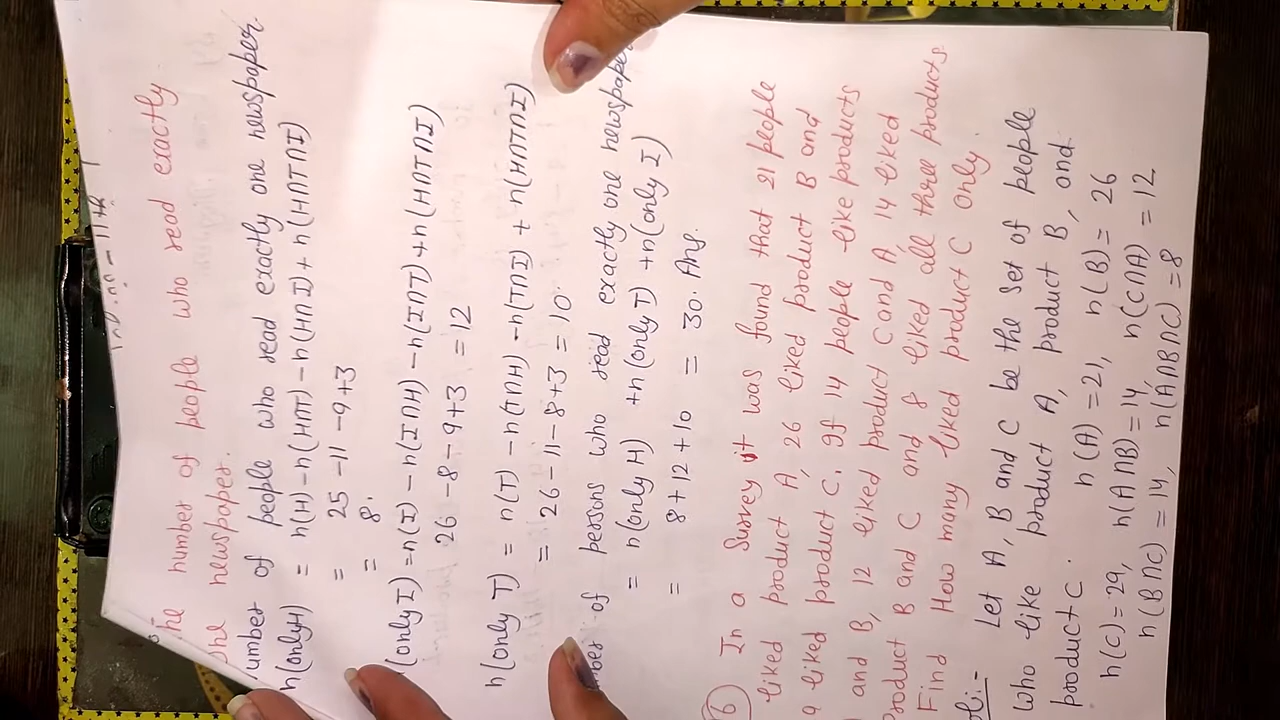 number of people who read exactly
one newspaper.
number of people who read exactly one newspaper.
n(only H) = n(H) - n(H∩T) - n(H∩I) + n(H∩T∩I)
= 25 - 11 - 9 + 3
= 8.
(only I) = n(I) - n(I∩H) - n(I∩T) + n(H∩T∩I)
26 - 8 - 9 + 3 = 12
n(only T) = n(T) - n(T∩H) - n(T∩I) + n(H∩T∩I)
= 26 - 11 - 8 + 3 = 10.
of persons who read exactly one newspaper
= n(only H) + n(only T) + n(only I)
= 8 + 12 + 10 = 30. Ans.
6 In a Survey it was found that 21 people
liked product A, 26 liked product B and
9 liked product C. If 14 people like products
and B, 12 liked product C and A, 14 liked
Product B and C and 8 liked all three products.
Find How many liked product C only.
Let A, B and C be the set of people
who like product A, product B, and
product C. n(A) = 21, n(B) = 26
n(C) = 29, n(A∩B) = 14, n(C∩A) = 12
n(B∩C) = 14, n(A∩B∩C) = 8